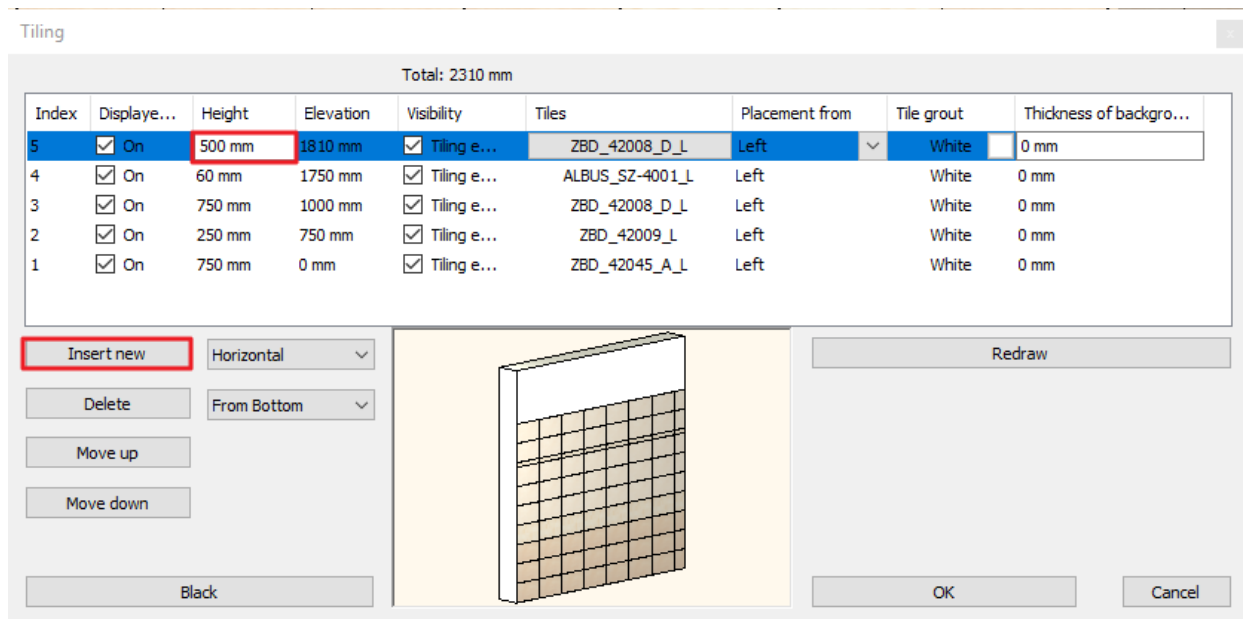 Tiling
x
Total: 2310 mm
Index Displaye... Height Elevation Visibility Tiles Placement from Tile grout Thickness of backgro...
5 On 500 mm 1810 mm Tiling e... ZBD_42008_D_L Left White 0 mm
4 On 60 mm 1750 mm Tiling e... ALBUS_SZ-4001_L Left White 0 mm
3 On 750 mm 1000 mm Tiling e... ZBD_42008_D_L Left White 0 mm
2 On 250 mm 750 mm Tiling e... ZBD_42009_L Left White 0 mm
1 On 750 mm 0 mm Tiling e... ZBD_42045_A_L Left White 0 mm
Insert new Horizontal Redraw
Delete From Bottom
Move up
Move down
Black OK Cancel